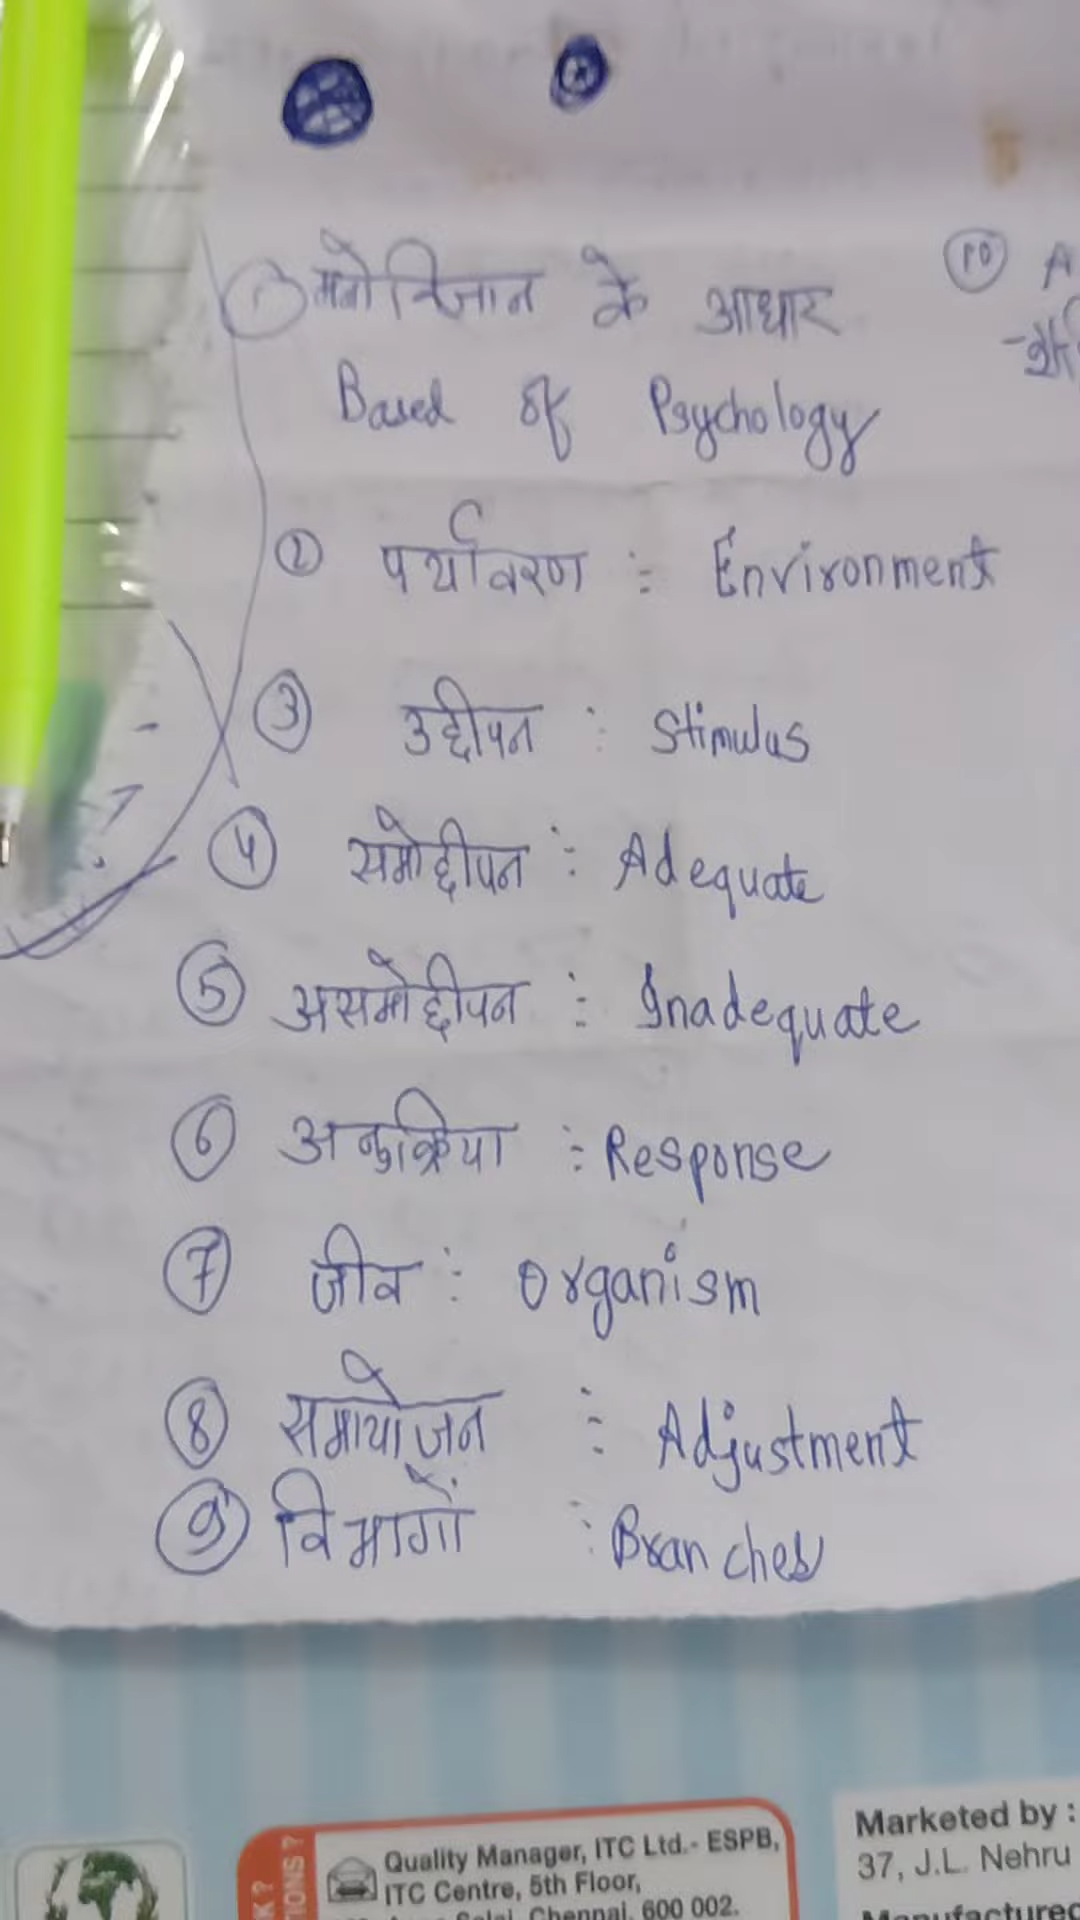 ① मनोविज्ञान के आधार
Based of Psychology
② पर्यावरण : Environment
③ उद्दीपन : Stimulus
④ समोद्दीपन : Adequate
⑤ असमोद्दीपन : Inadequate
⑥ अनुक्रिया : Response
⑦ जीव : Organism
⑧ समायोजन : Adjustment
⑨ विभागों : Branches
⑩ A
Quality Manager, ITC Ltd.- ESPB,
ITC Centre, 5th Floor,
Chennai, 600 002.
Marketed by :
37, J.L. Nehru